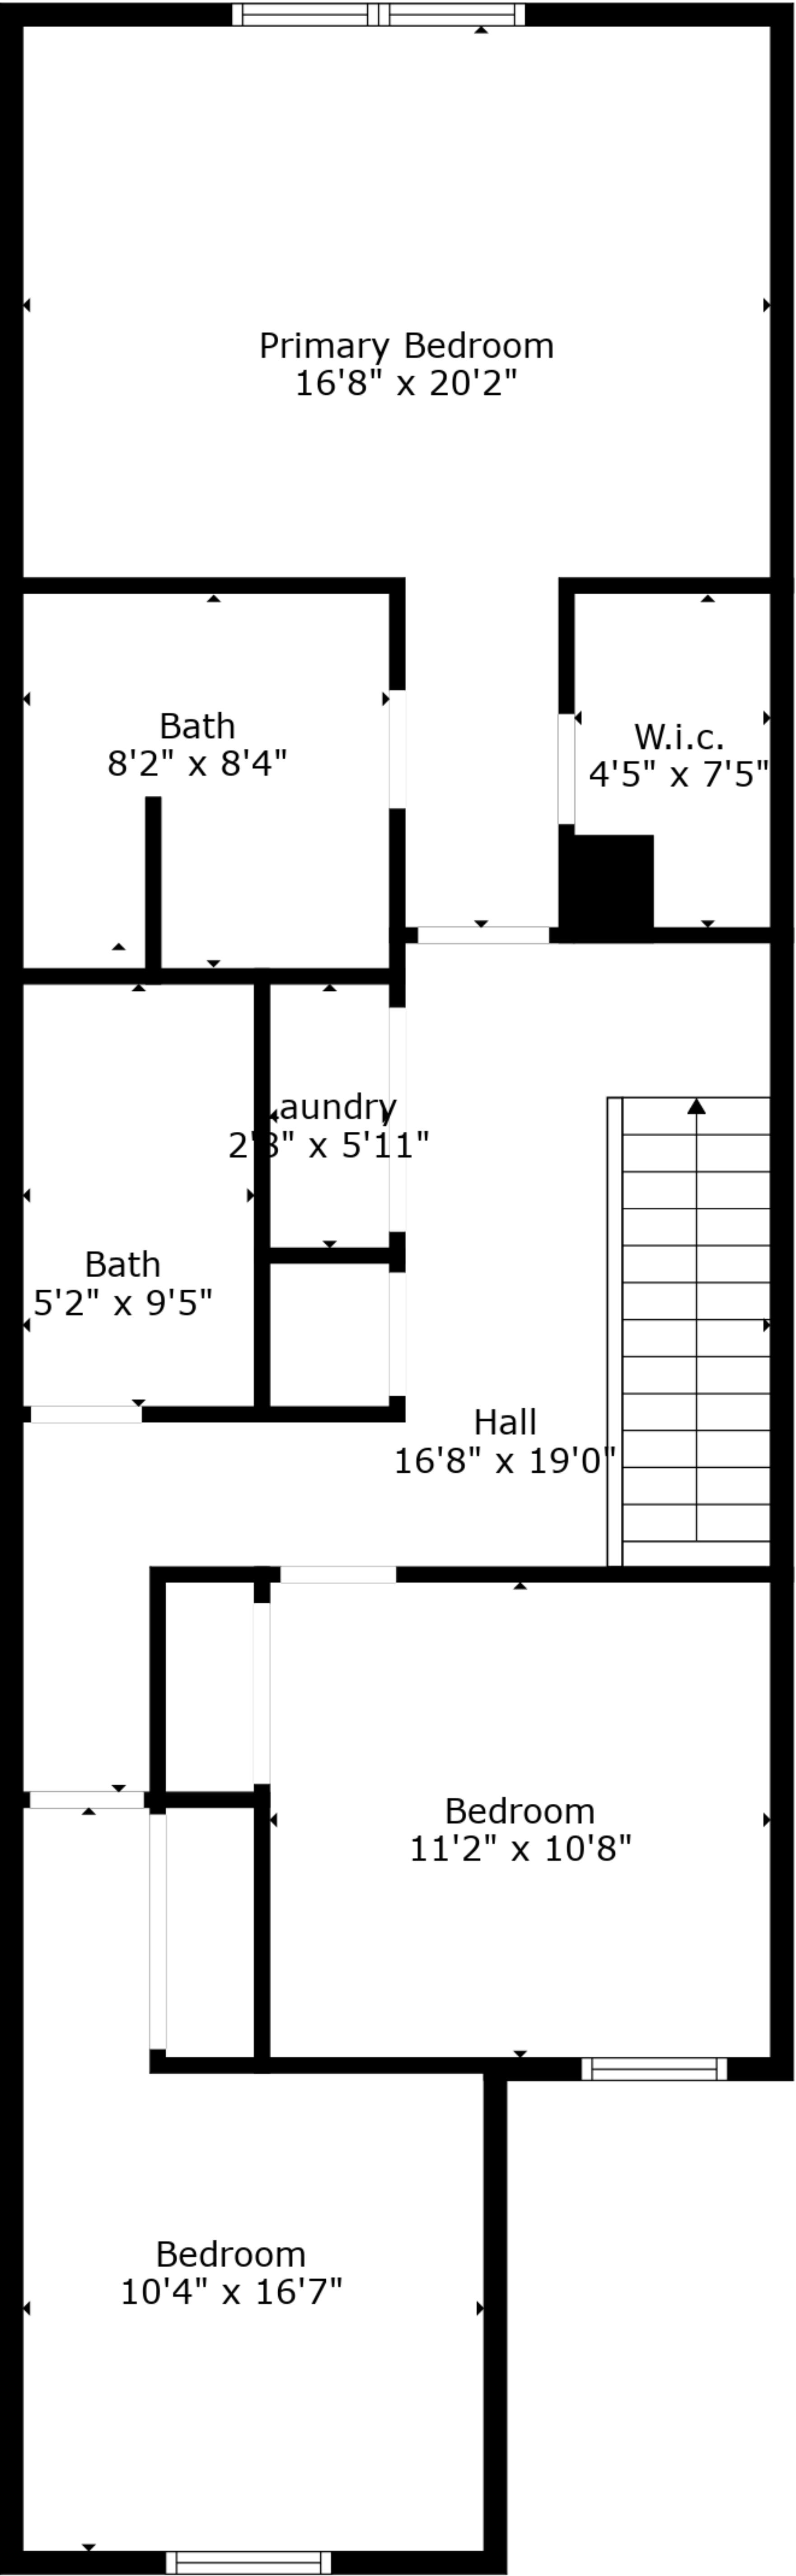 Primary Bedroom
16'8" x 20'2"
Bath
8'2" x 8'4"
W.i.c.
4'5" x 7'5"
aundry
2'8" x 5'11"
Bath
5'2" x 9'5"
Hall
16'8" x 19'0"
Bedroom
11'2" x 10'8"
Bedroom
10'4" x 16'7"